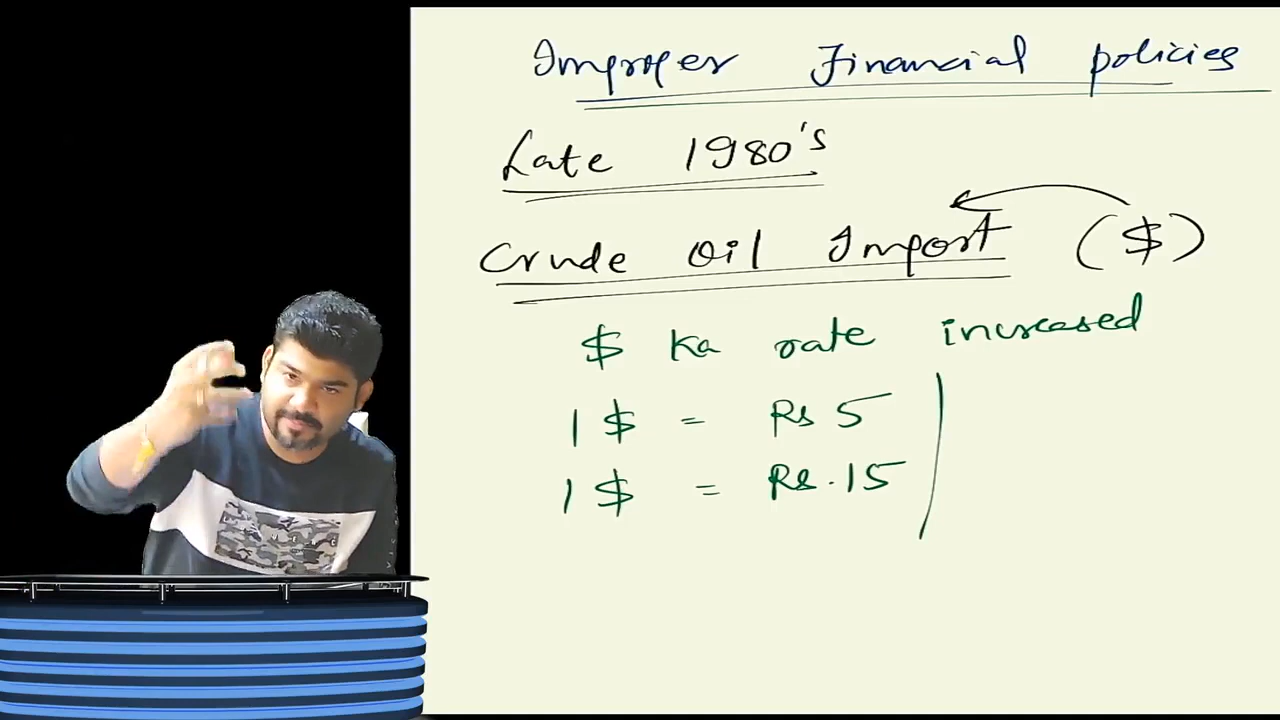 Improper Financial policies
Late 1980's
Crude Oil Import ($)
$ ka rate increased
1 $ = Rs 5
1 $ = Rs. 15